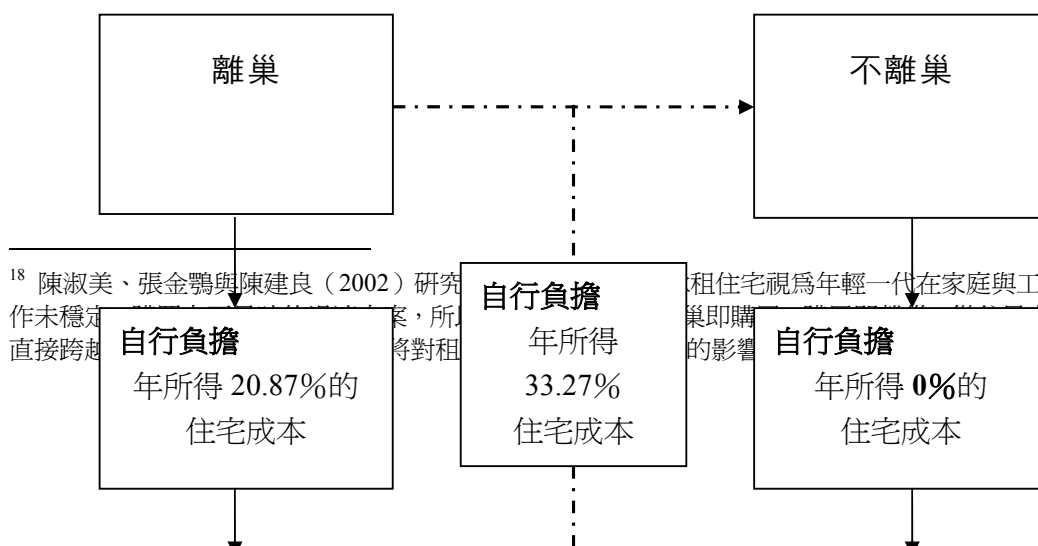 離巢
不離巢
18 陳淑美、張金鶚與陳建良（2002）研究 租住宅視為年輕一代在家庭與工
作未穩定 案，所 巢即購
直接跨越 將對租 的影響
自行負擔
年所得 20.87%的
住宅成本
自行負擔
年所得
33.27%
住宅成本
自行負擔
年所得 0%的
住宅成本